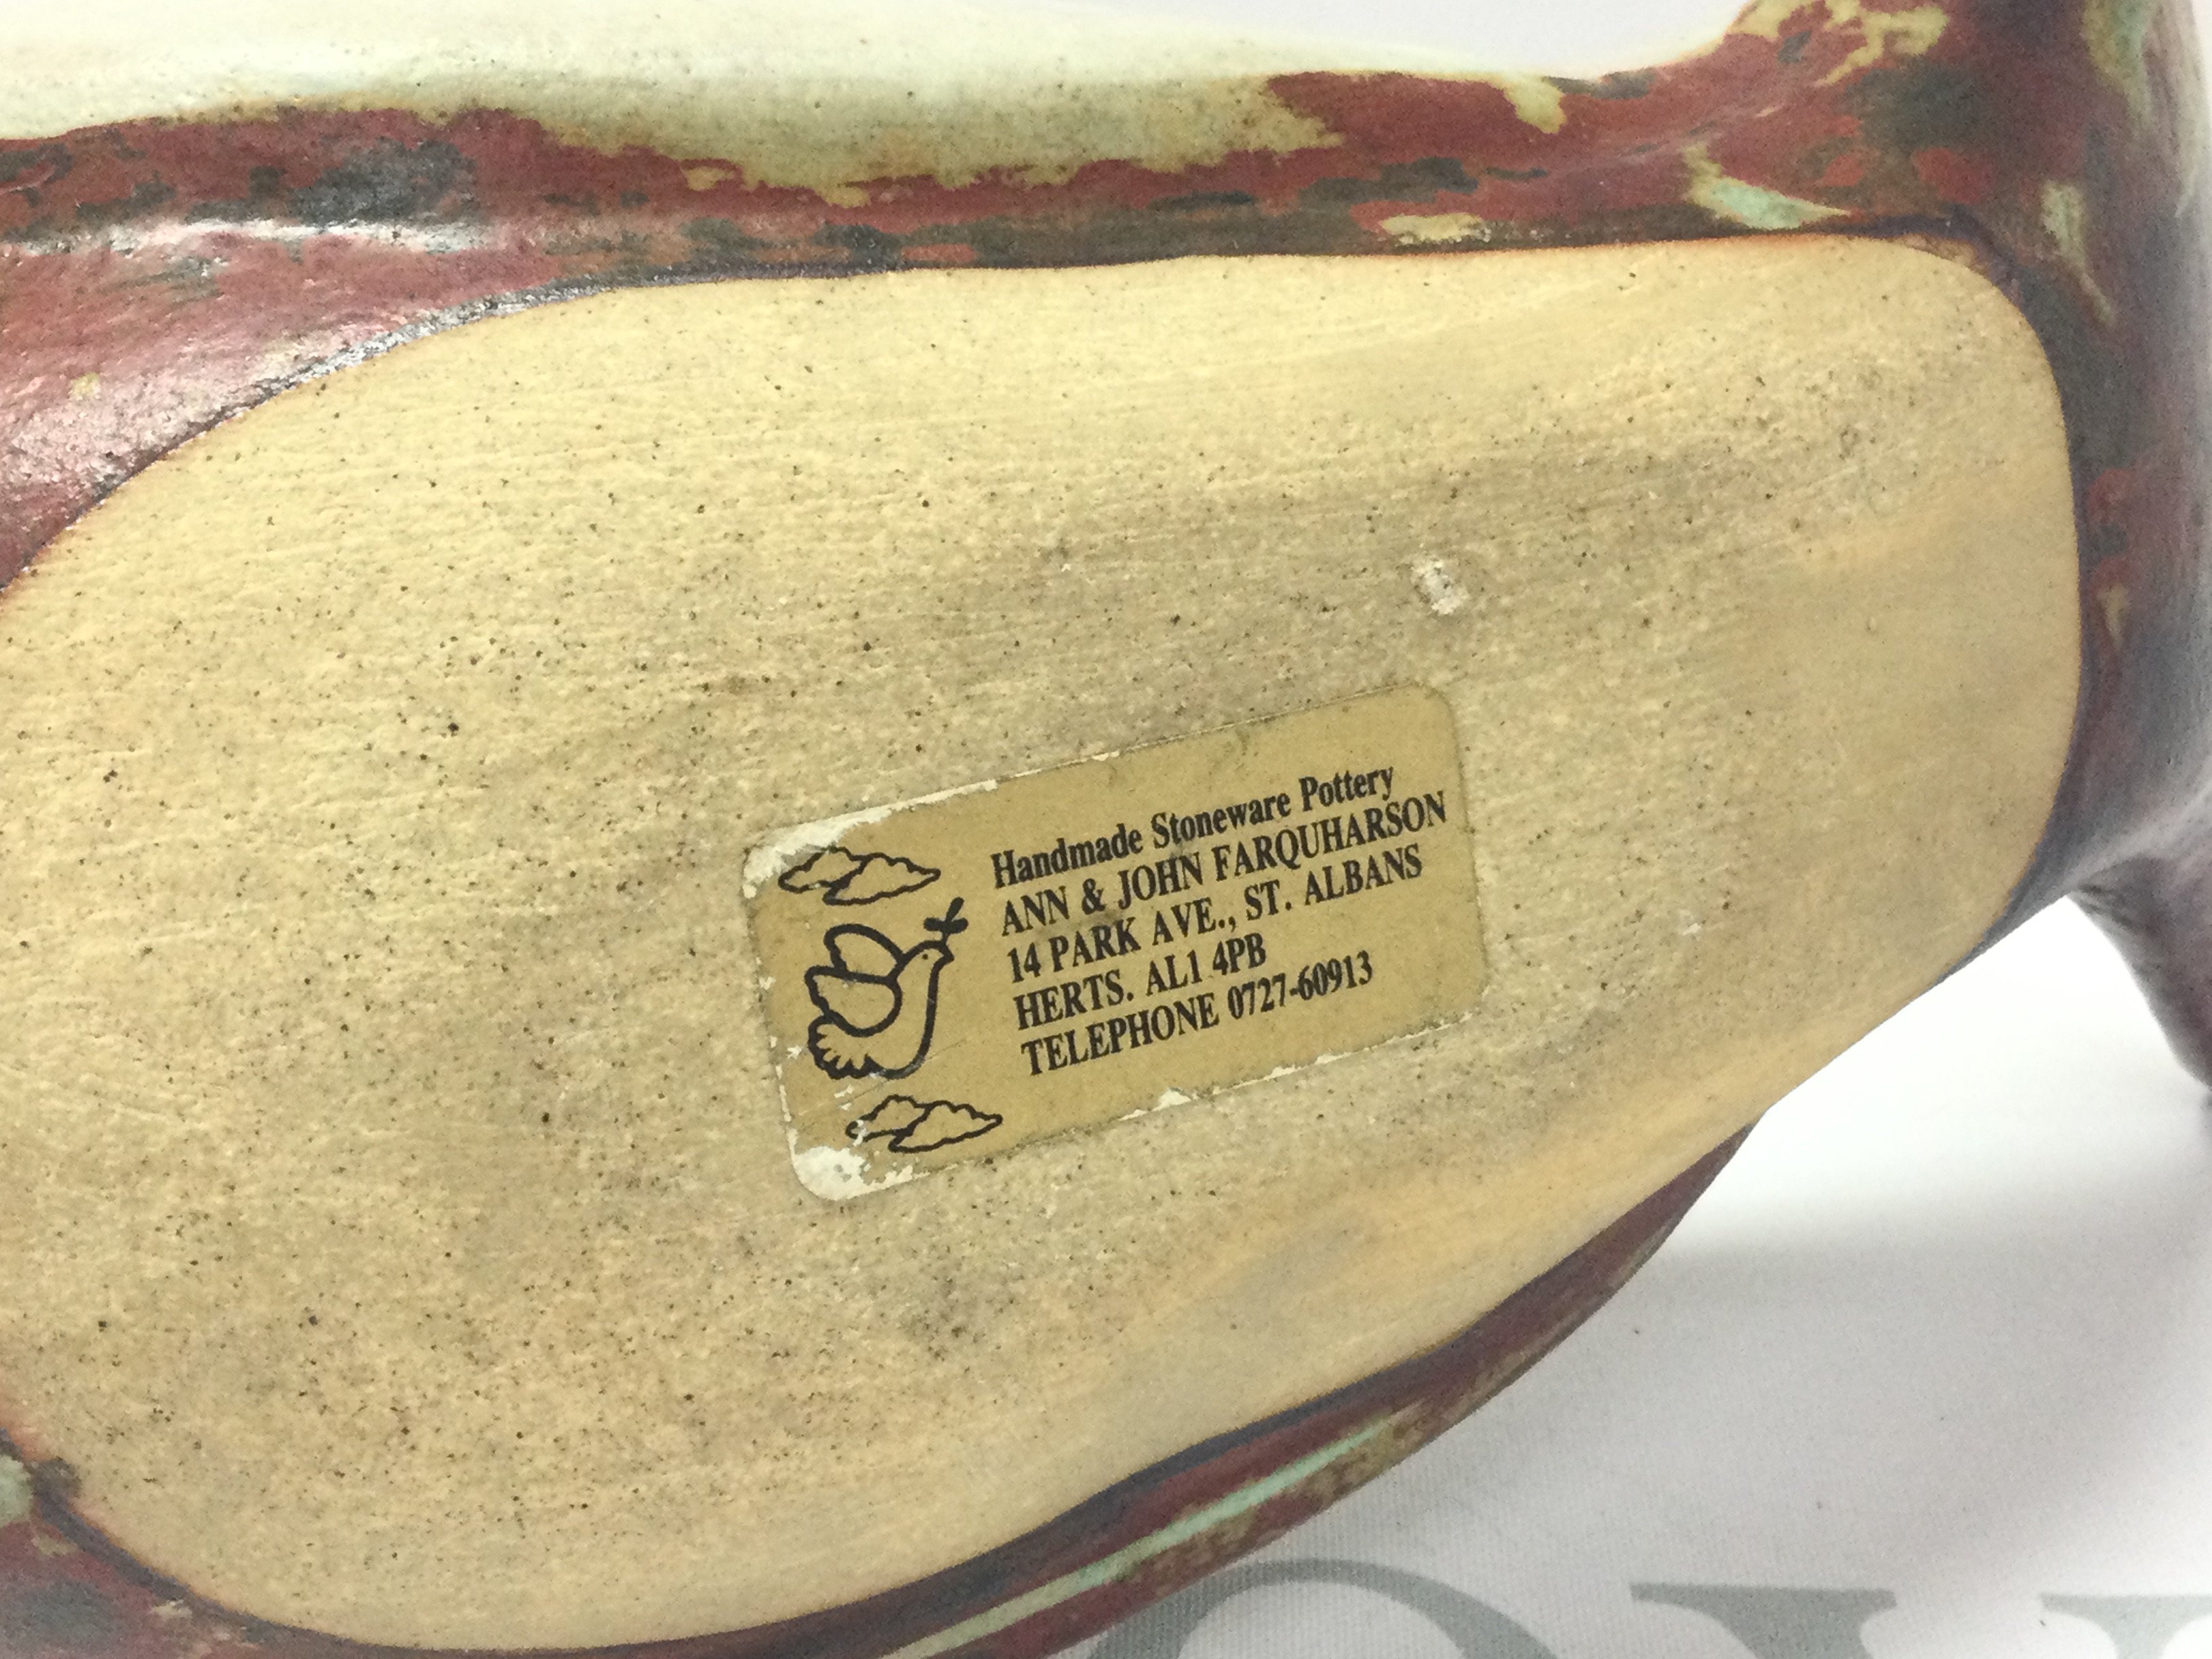 Handmade Stoneware Pottery
ANN & JOHN FARQUHARSON
14 PARK AVE., ST. ALBANS
HERTS. AL1 4PB
TELEPHONE 0727-60913